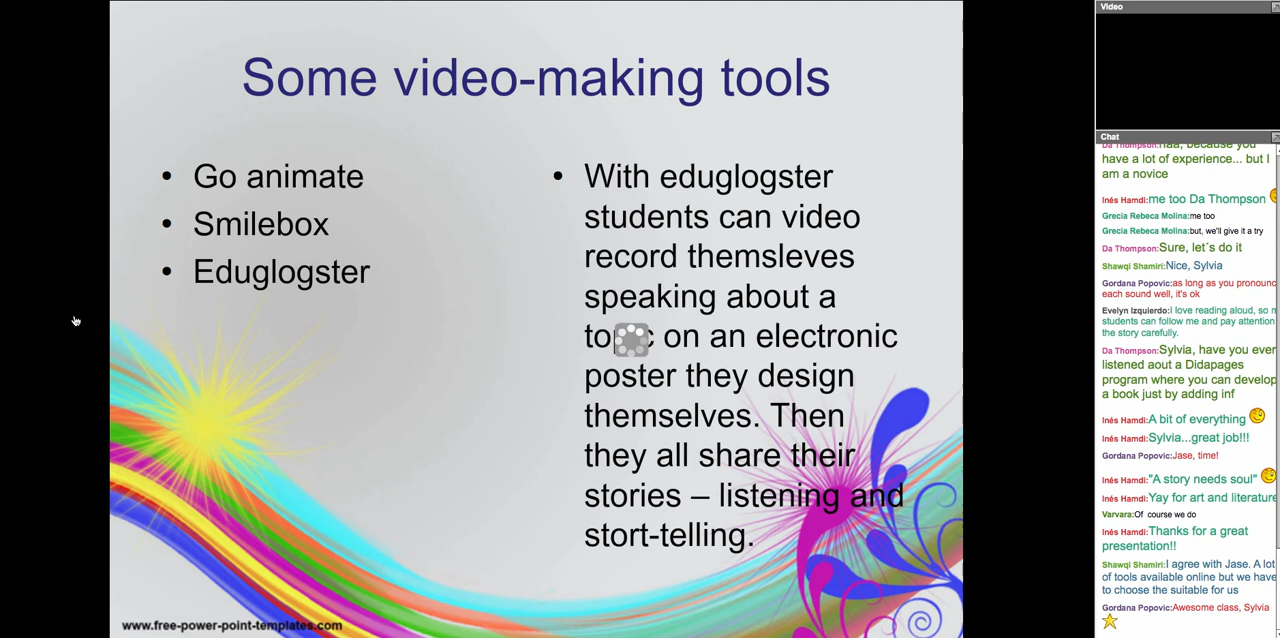 Some video-making tools
• Go animate
• Smilebox
• Eduglogster
• With eduglogster
students can video
record themsleves
speaking about a
topic on an electronic
poster they design
themselves. Then
they all share their
stories – listening and
stort-telling.
www.free-power-point-templates.com
Video
Chat
Da Thompson:haa, because you
have a lot of experience... but I
am a novice
Inés Hamdi:me too Da Thompson
Grecia Rebeca Molina:me too
Grecia Rebeca Molina:but, we'll give it a try
Da Thompson:Sure, let´s do it
Shawqi Shamiri:Nice, Sylvia
Gordana Popovic:as long as you pronounc
each sound well, it's ok
Evelyn Izquierdo:I love reading aloud, so m
students can follow me and pay attention
the story carefully.
Da Thompson:Sylvia, have you ever
listened aout a Didapages
program where you can develop
a book just by adding inf
Inés Hamdi:A bit of everything
Inés Hamdi:Sylvia...great job!!!
Gordana Popovic:Jase, time!
Inés Hamdi:"A story needs soul"
Inés Hamdi:Yay for art and literature
Varvara:Of course we do
Inés Hamdi:Thanks for a great
presentation!!
Shawqi Shamiri:I agree with Jase. A lot
of tools available online but we have
to choose the suitable for us
Gordana Popovic:Awesome class, Sylvia